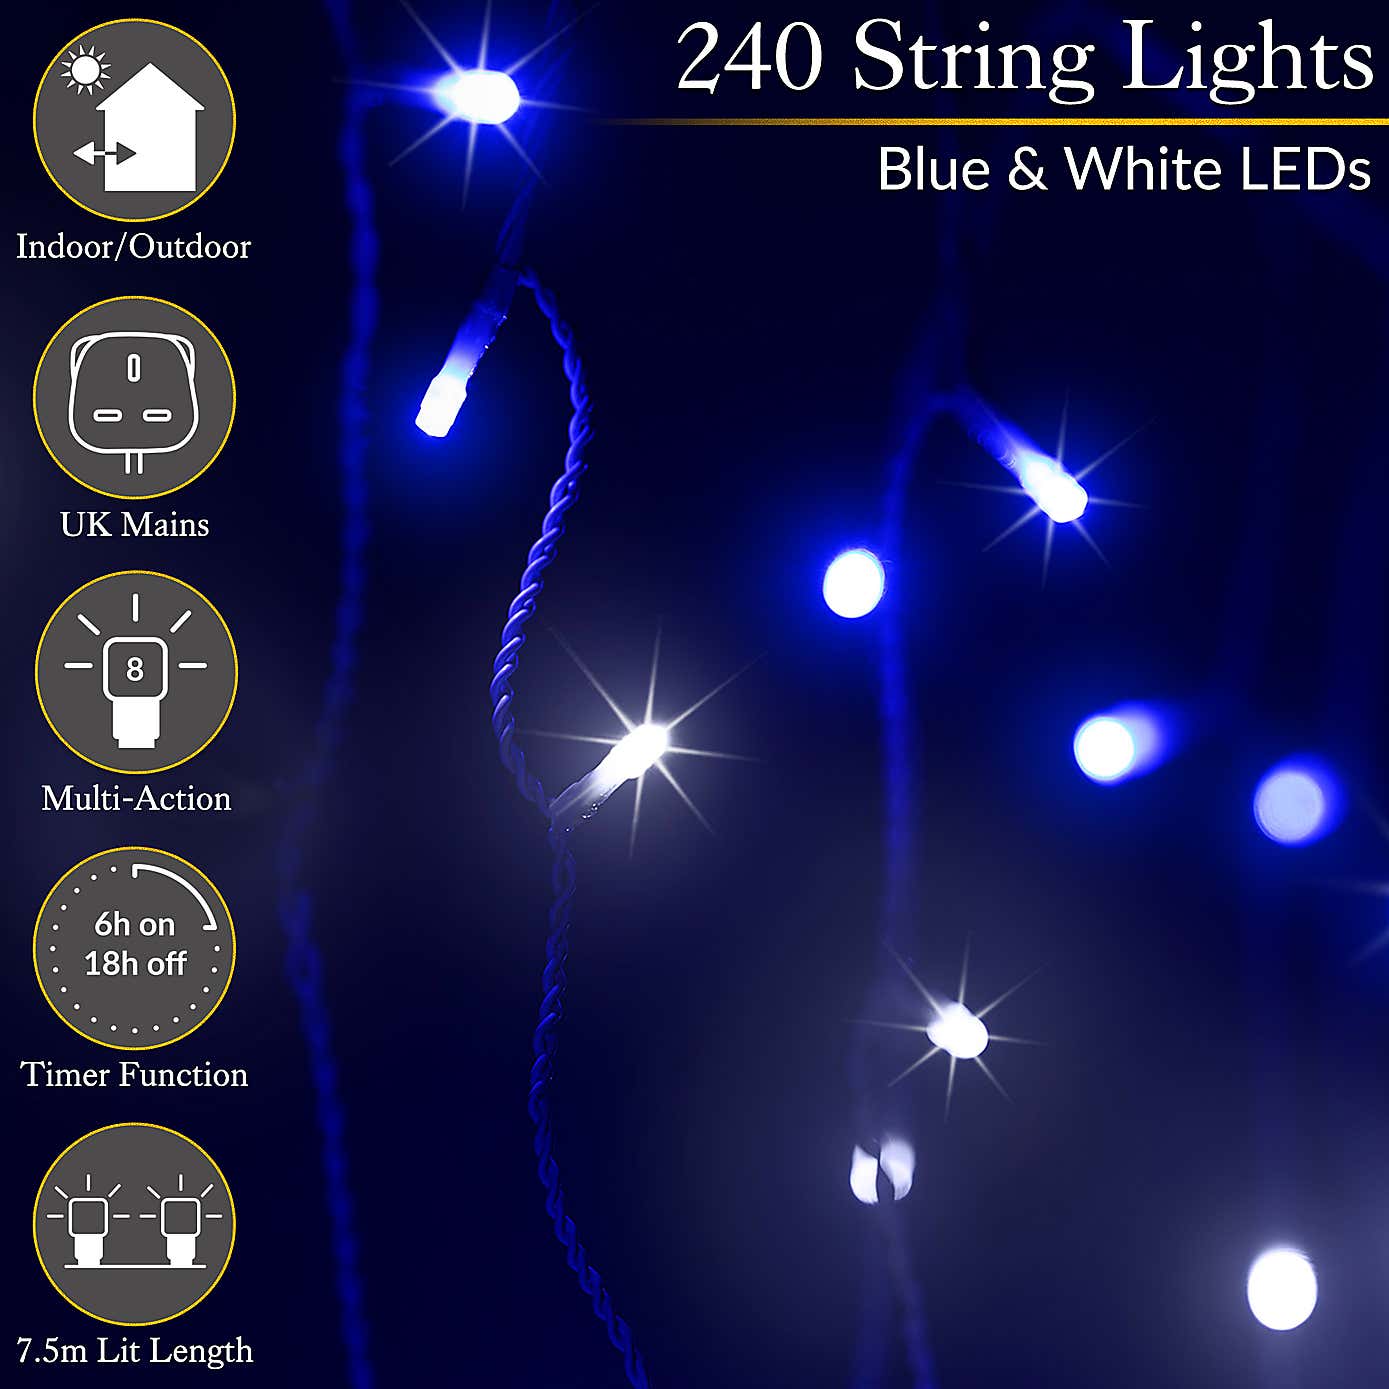 240 String Lights
Blue & White LEDs
Indoor/Outdoor
UK Mains
8
Multi-Action
6h on
18h off
Timer Function
7.5m Lit Length